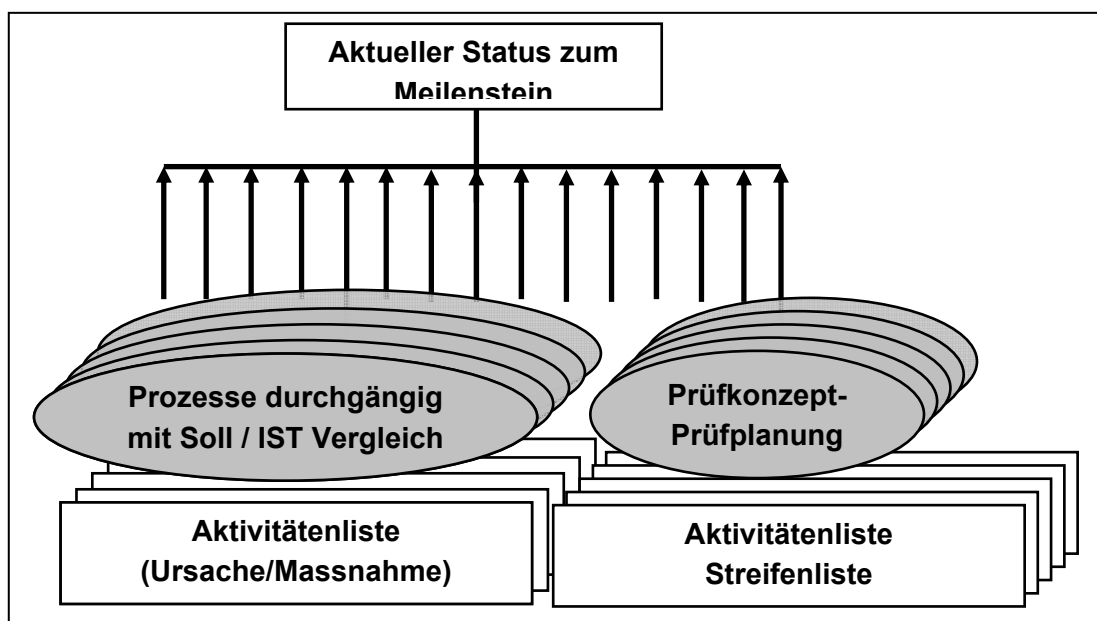 Aktueller Status zum
Meilenstein
Prozesse durchgängig
mit Soll / IST Vergleich
Prüfkonzept-
Prüfplanung
Aktivitätenliste
(Ursache/Massnahme)
Aktivitätenliste
Streifenliste